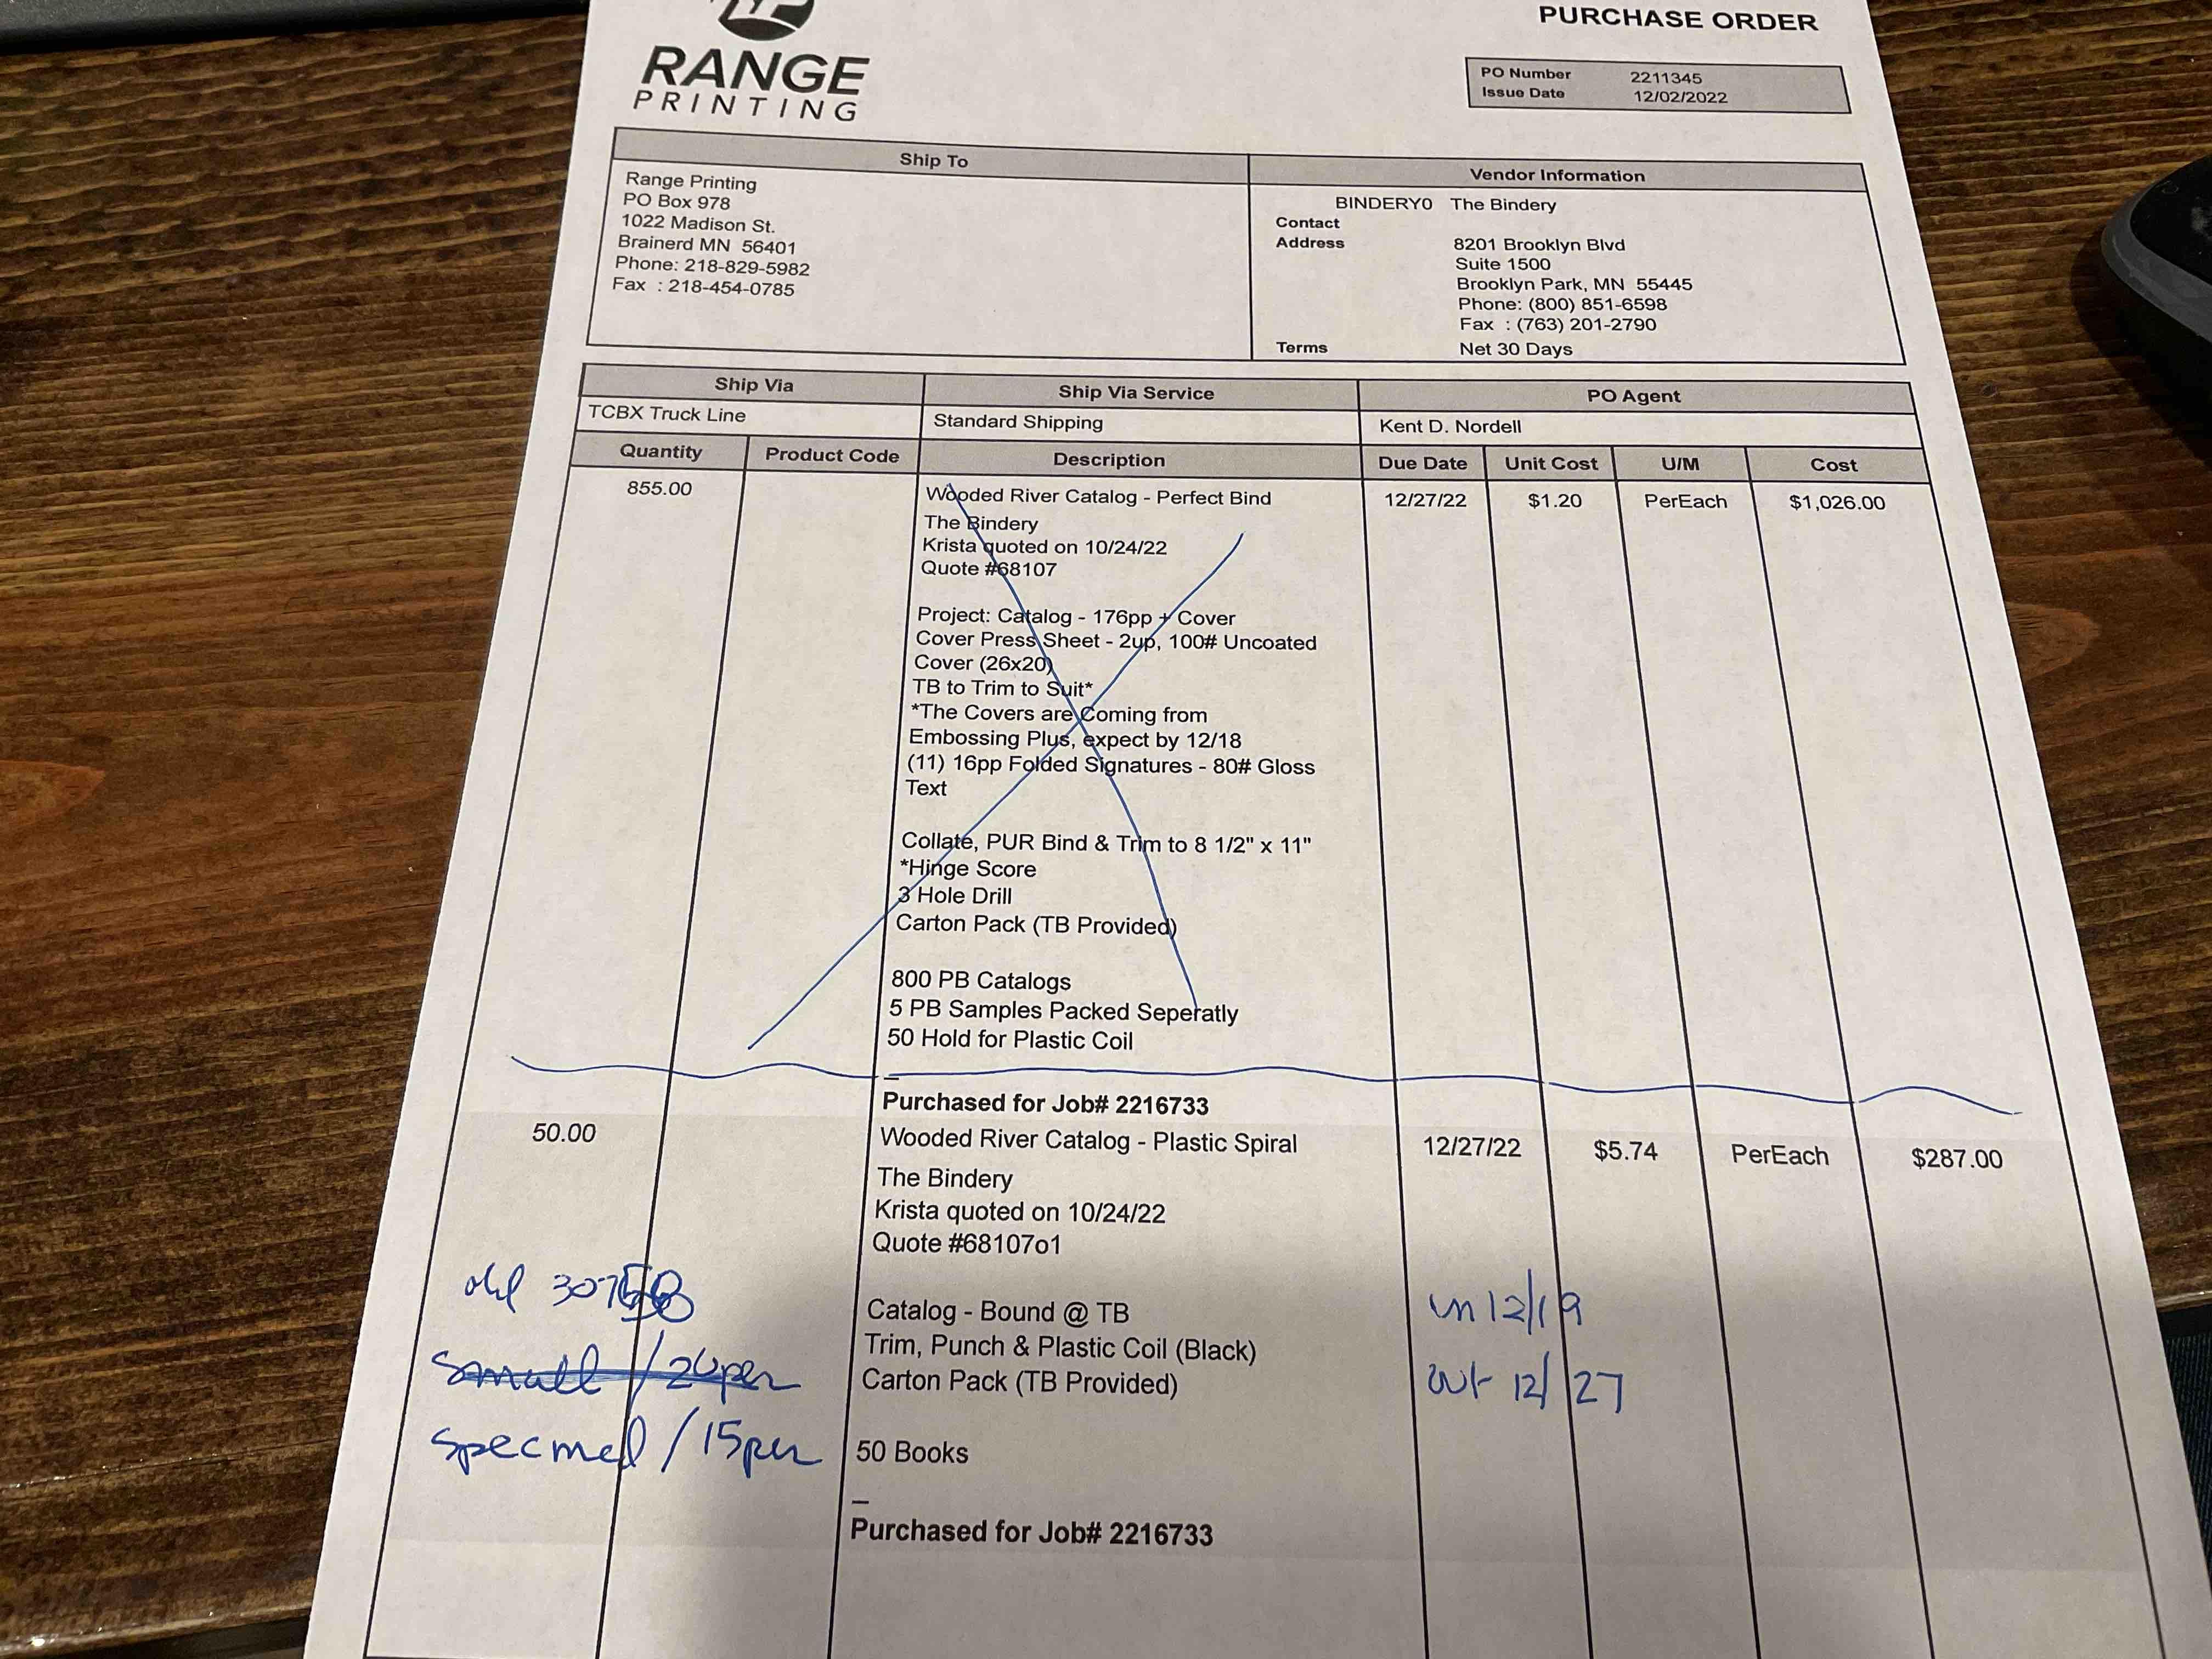 RANGE
PRINTING
PURCHASE ORDER
PO Number 2211345
Issue Date 12/02/2022
Ship To
Range Printing
PO Box 978
1022 Madison St.
Brainerd MN 56401
Phone: 218-829-5982
Fax : 218-454-0785
Vendor Information
BINDERY0 The Bindery
Contact
Address 8201 Brooklyn Blvd
Suite 1500
Brooklyn Park, MN 55445
Phone: (800) 851-6598
Fax : (763) 201-2790
Terms Net 30 Days
Ship Via Ship Via Service PO Agent
TCBX Truck Line Standard Shipping Kent D. Nordell
Quantity Product Code Description Due Date Unit Cost U/M Cost
855.00 Wooded River Catalog - Perfect Bind 12/27/22 $1.20 PerEach $1,026.00
The Bindery
Krista quoted on 10/24/22
Quote #68107
Project: Catalog - 176pp + Cover
Cover Press Sheet - 2up, 100# Uncoated
Cover (26x20)
TB to Trim to Suit*
*The Covers are Coming from
Embossing Plus, expect by 12/18
(11) 16pp Folded Signatures - 80# Gloss
Text
Collate, PUR Bind & Trim to 8 1/2" x 11"
*Hinge Score
3 Hole Drill
Carton Pack (TB Provided)
800 PB Catalogs
5 PB Samples Packed Seperatly
50 Hold for Plastic Coil
Purchased for Job# 2216733
50.00 Wooded River Catalog - Plastic Spiral 12/27/22 $5.74 PerEach $287.00
The Bindery
Krista quoted on 10/24/22
Quote #68107o1
Catalog - Bound @ TB in 12/19
Trim, Punch & Plastic Coil (Black)
small / 20per Carton Pack (TB Provided) out 12/27
specmed / 15per 50 Books
Purchased for Job# 2216733